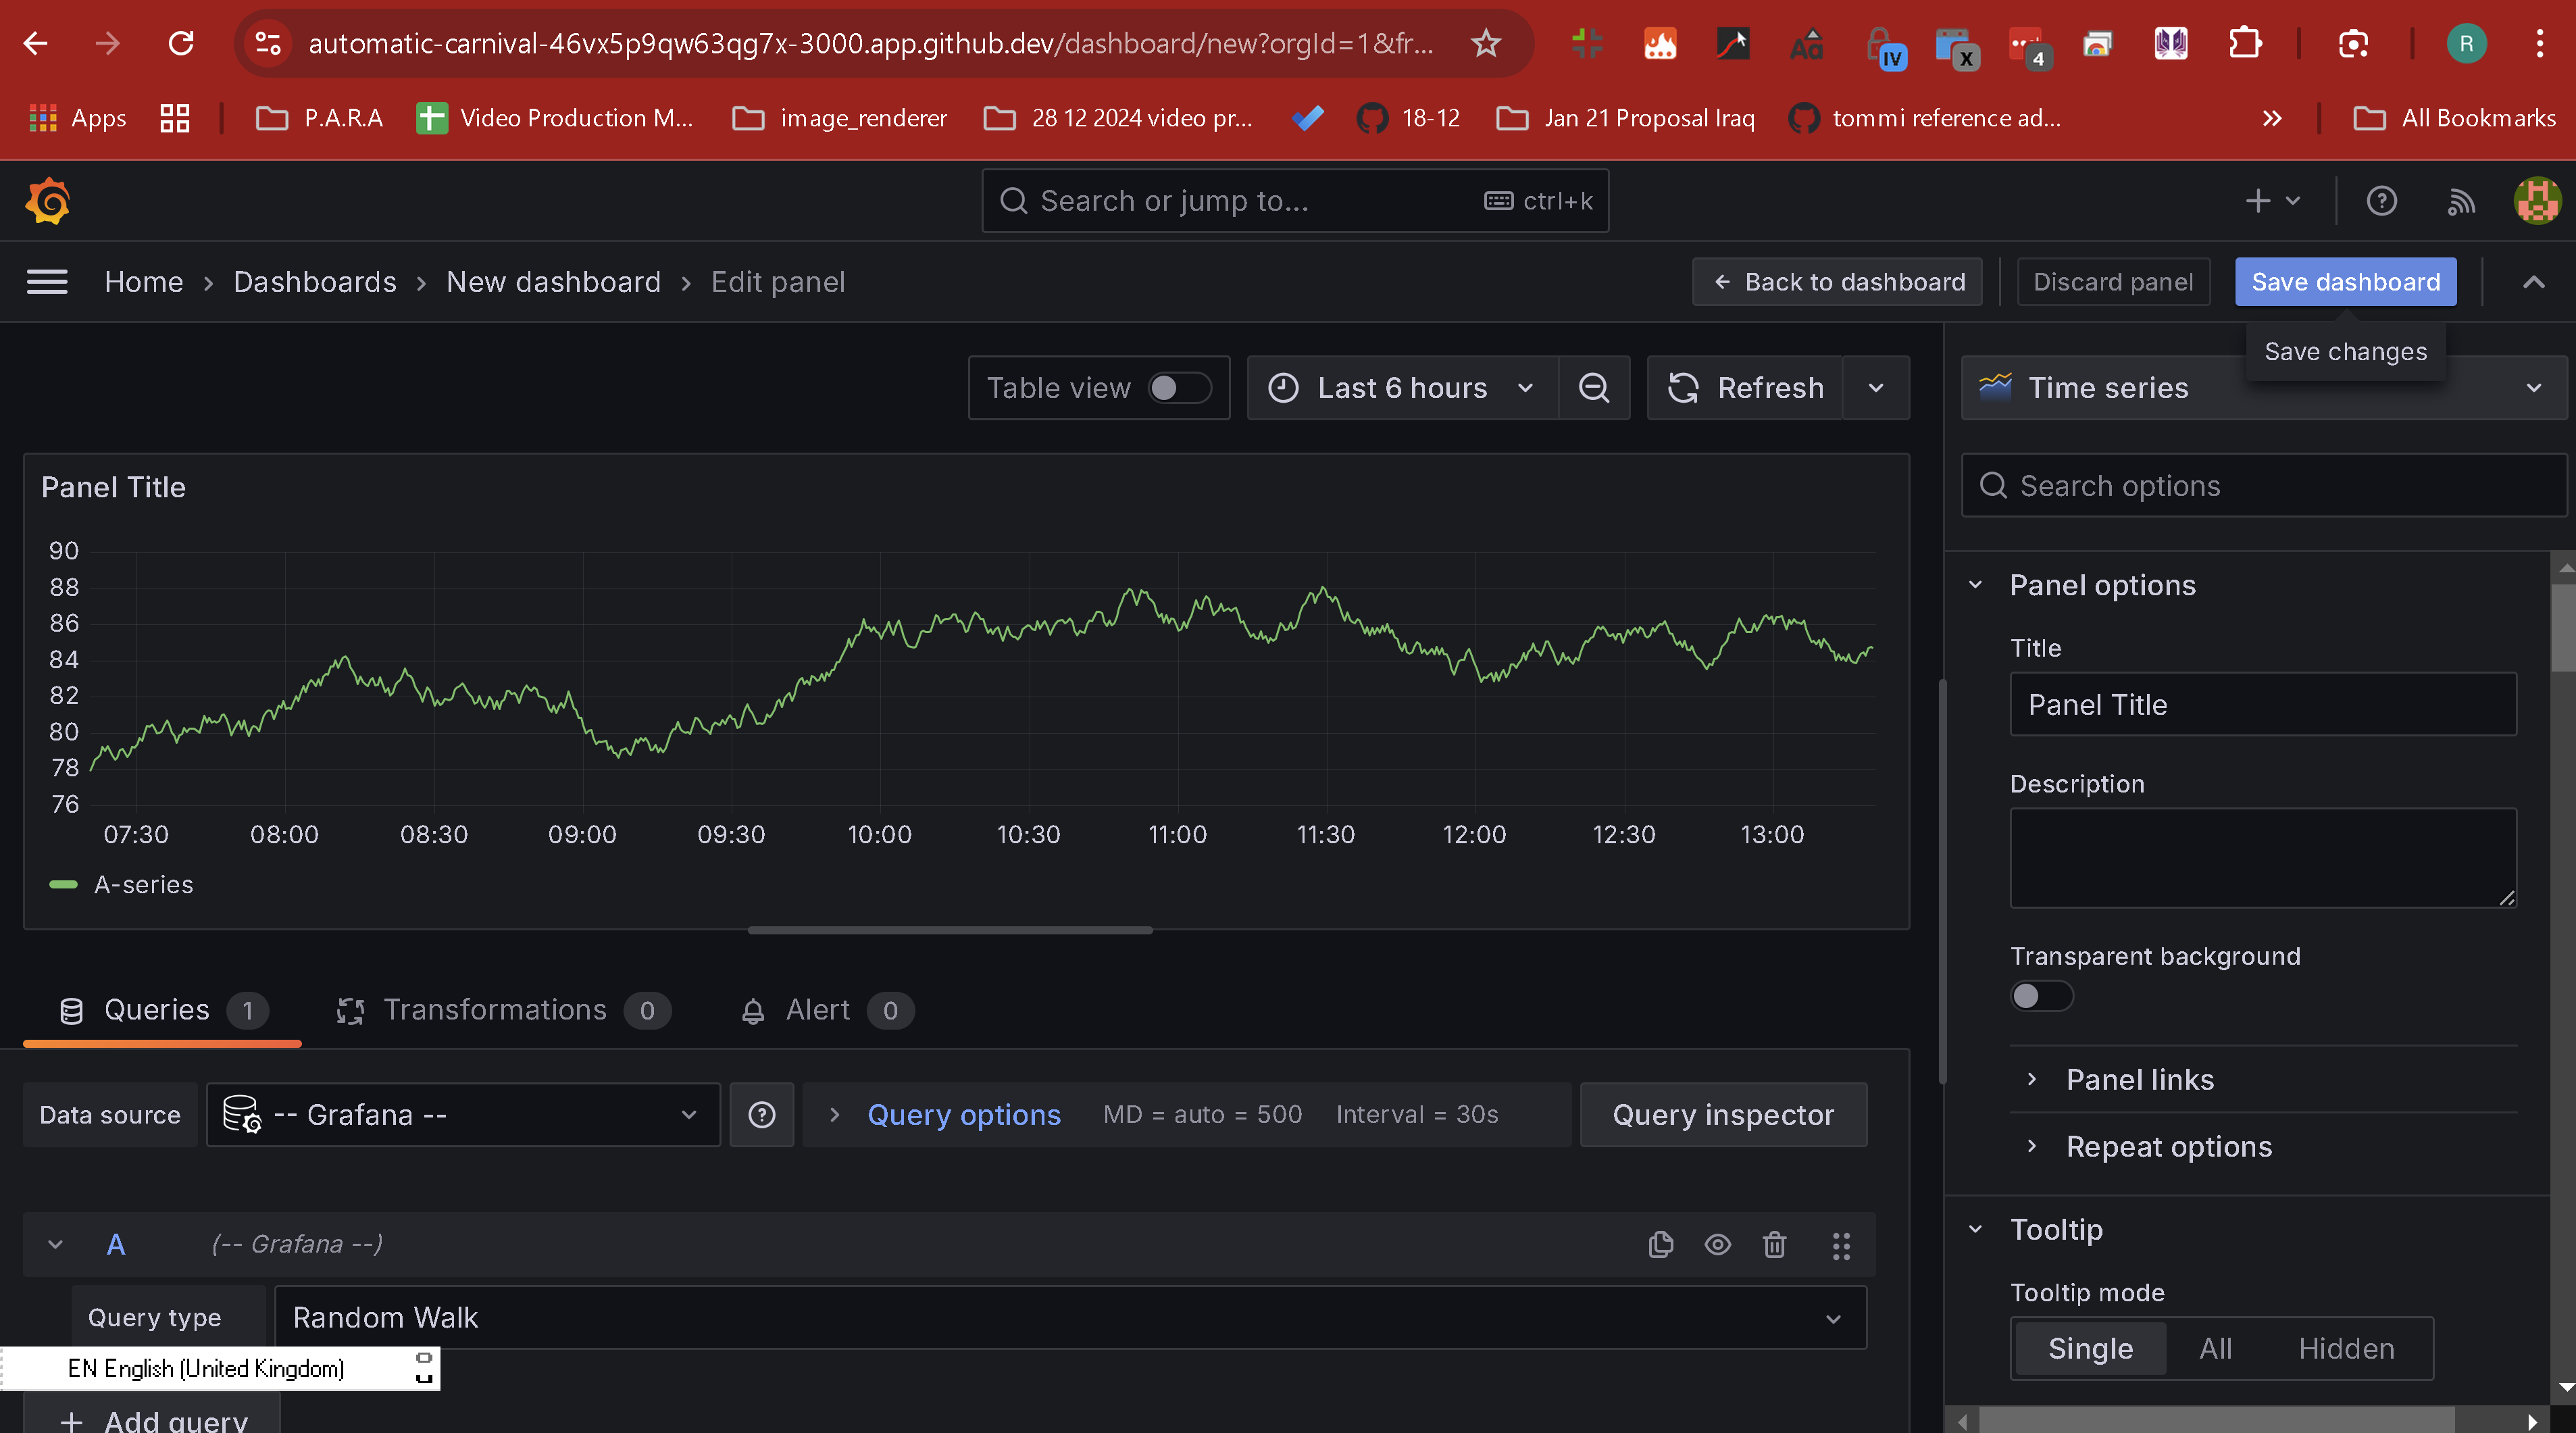 automatic-carnival-46vx5p9qw63qg7x-3000.app.github.dev/dashboard/new?orgId=1&fr...
Aa
IV
X
4
R
Apps
P.A.R.A
Video Production M...
image_renderer
28 12 2024 video pr...
18-12
Jan 21 Proposal Iraq
tommi reference ad...
All Bookmarks
Search or jump to...
ctrl+k
Home
Dashboards
New dashboard
Edit panel
Back to dashboard
Discard panel
Save dashboard
Save changes
Table view
Last 6 hours
Refresh
Time series
Search options
Panel Title
90
88
86
84
82
80
78
76
07:30 08:00 08:30 09:00 09:30 10:00 10:30 11:00 11:30 12:00 12:30 13:00
A-series
Queries 1
Transformations 0
Alert 0
Data source
-- Grafana --
Query options
MD = auto = 500
Interval = 30s
Query inspector
A
(-- Grafana --)
Query type
Random Walk
EN English (United Kingdom)
+ Add query
Panel options
Title
Panel Title
Description
Transparent background
Panel links
Repeat options
Tooltip
Tooltip mode
Single
All
Hidden